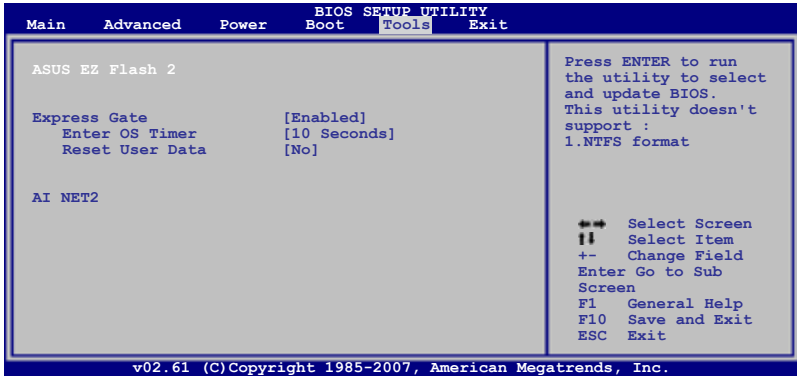 BIOS SETUP UTILITY
Main Advanced Power Boot Tools Exit
ASUS EZ Flash 2
Express Gate [Enabled]
Enter OS Timer [10 Seconds]
Reset User Data [No]
AI NET2
Press ENTER to run
the utility to select
and update BIOS.
This utility doesn't
support :
1.NTFS format
←→ Select Screen
↑↓ Select Item
+- Change Field
Enter Go to Sub
Screen
F1 General Help
F10 Save and Exit
ESC Exit
v02.61 (C)Copyright 1985-2007, American Megatrends, Inc.